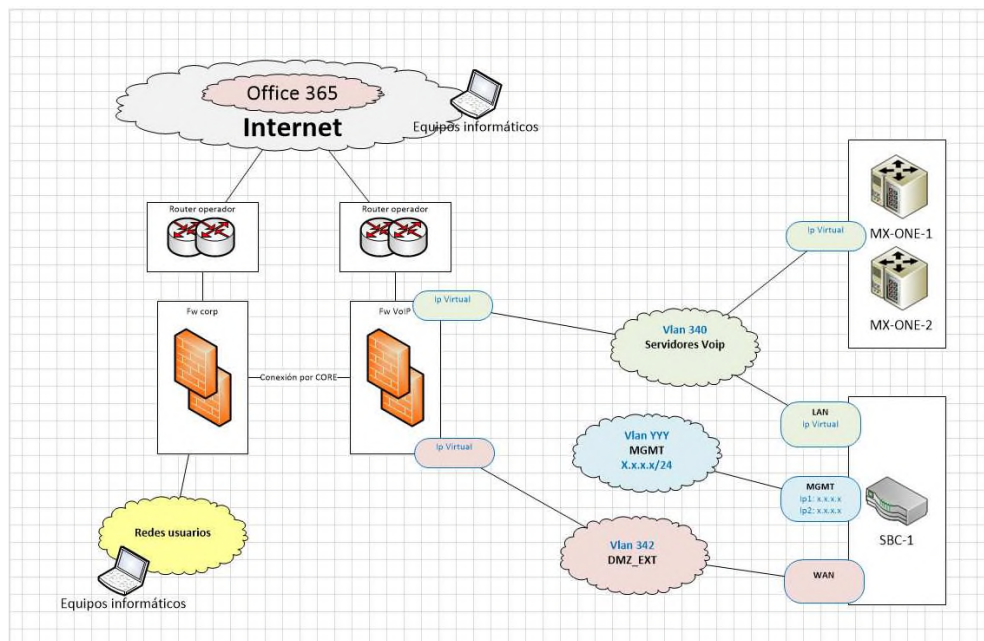 Office 365
Internet
Equipos informáticos
Router operador
Router operador
Ip Virtual
MX-ONE-1
MX-ONE-2
Fw corp
Fw VoIP
Ip Virtual
Vlan 340
Servidores Voip
Conexión por CORE
LAN
Ip Virtual
Vlan YYY
MGMT
X.x.x.x/24
Ip Virtual
MGMT
Ip1: x.x.x.x
Ip2: x.x.x.x
SBC-1
Redes usuarios
Vlan 342
DMZ_EXT
WAN
Equipos informáticos